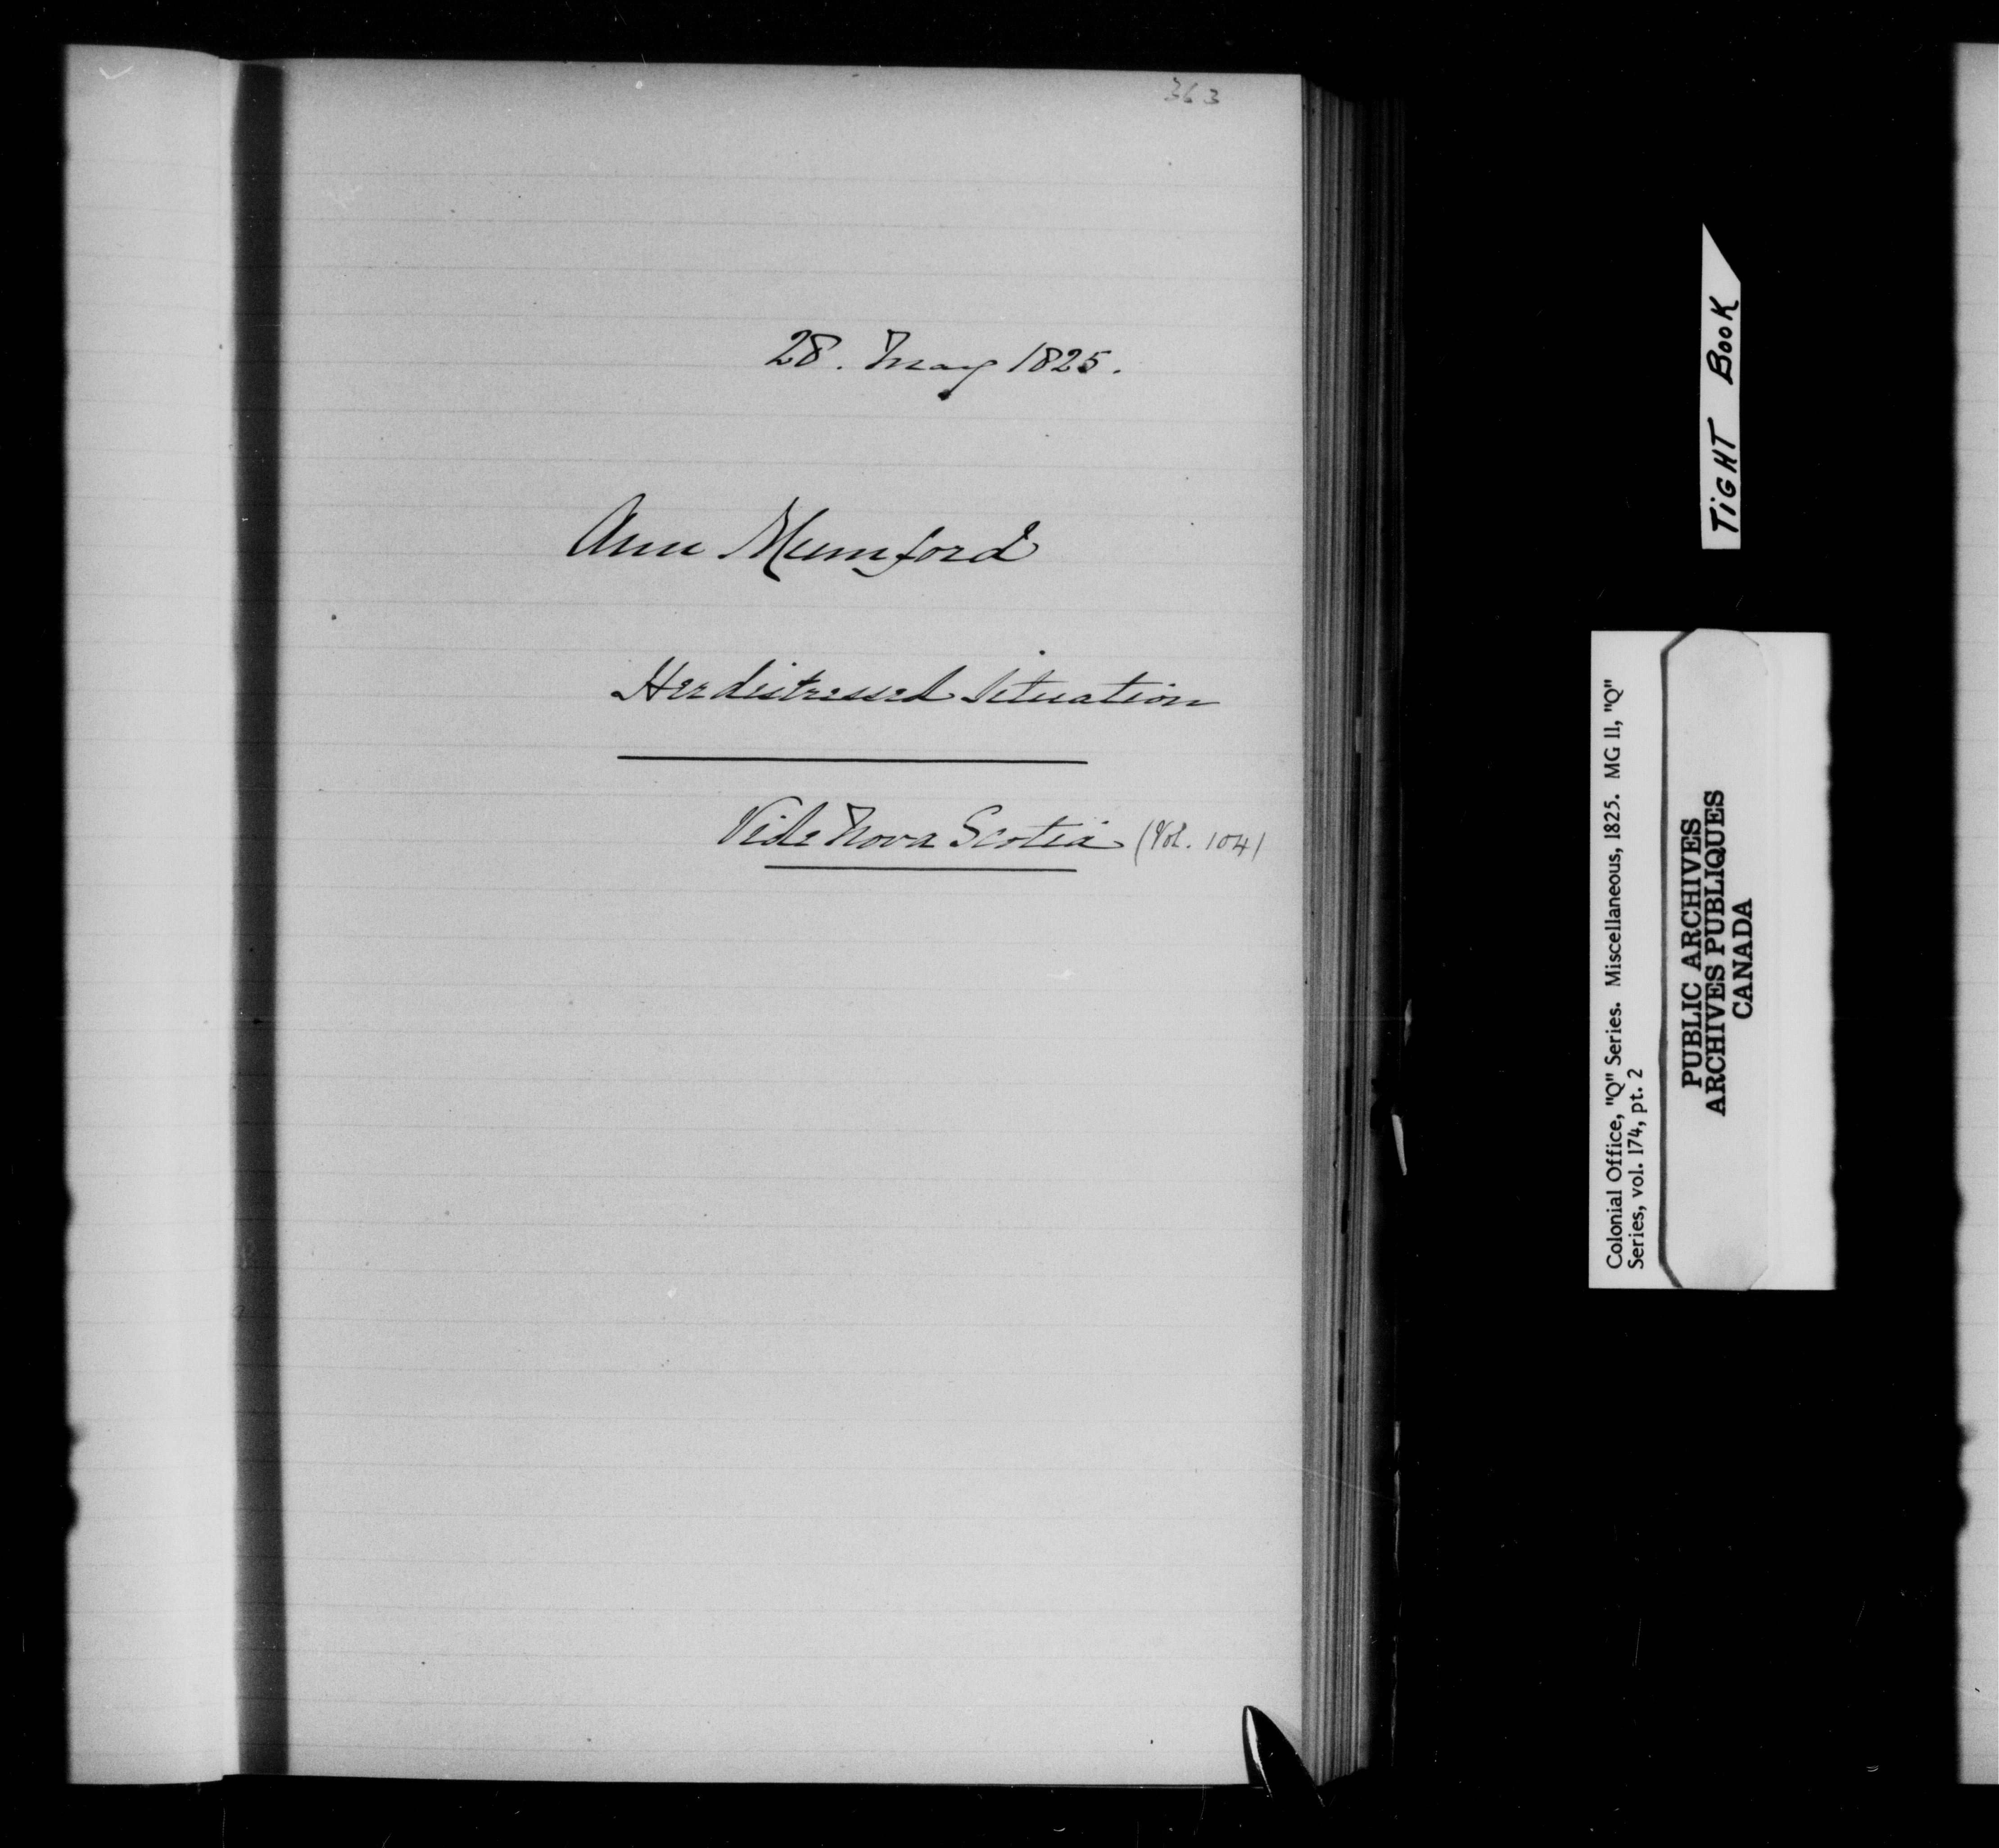 363
28. May 1825.
Ann Mumford
Her distressed Situation
Vide Nova Scotia (Vol. 104)
TiGHT BOOK
Colonial Office, "Q" Series. Miscellaneous, 1825. MG 11, "Q"
Series, vol. 174, pt. 2
PUBLIC ARCHIVES
ARCHIVES PUBLIQUES
CANADA